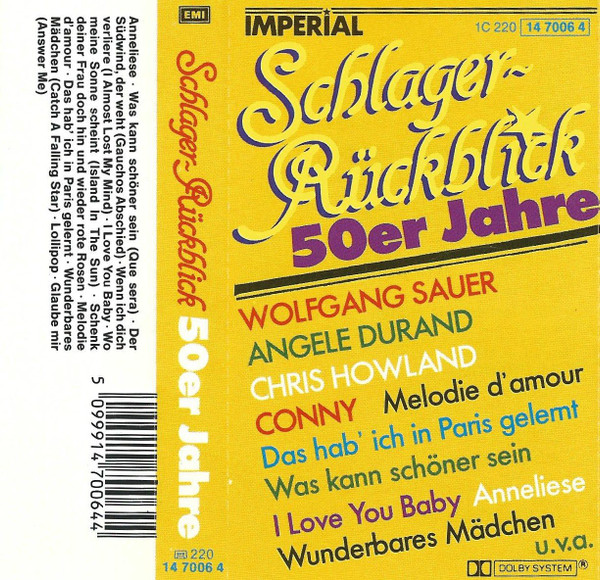 Anneliese · Was kann schöner sein (Que sera) · Der
Südwind, der weht (Gauchos Abschied) · Wenn ich dich
verliere (I Almost Lost My Mind) · I Love You Baby · Wo
meine Sonne scheint (Island In The Sun) · Schenk
deiner Frau doch hin und wieder rote Rosen · Melodie
d'amour · Das hab' ich in Paris gelernt · Wunderbares
Mädchen (Catch A Falling Star) · Lollipop · Glaube mir
(Answer Me)
5 099914 700644
EMI
Schlager-Rückblick 50er Jahre
220
14 7006 4
IMPERIAL
1C 220 14 7006 4
Schlager-
Rückblick
50er Jahre
WOLFGANG SAUER
ANGELE DURAND
CHRIS HOWLAND
CONNY Melodie d'amour
Das hab' ich in Paris gelernt
Was kann schöner sein
I Love You Baby Anneliese
Wunderbares Mädchen
u.v.a.
DOLBY SYSTEM®